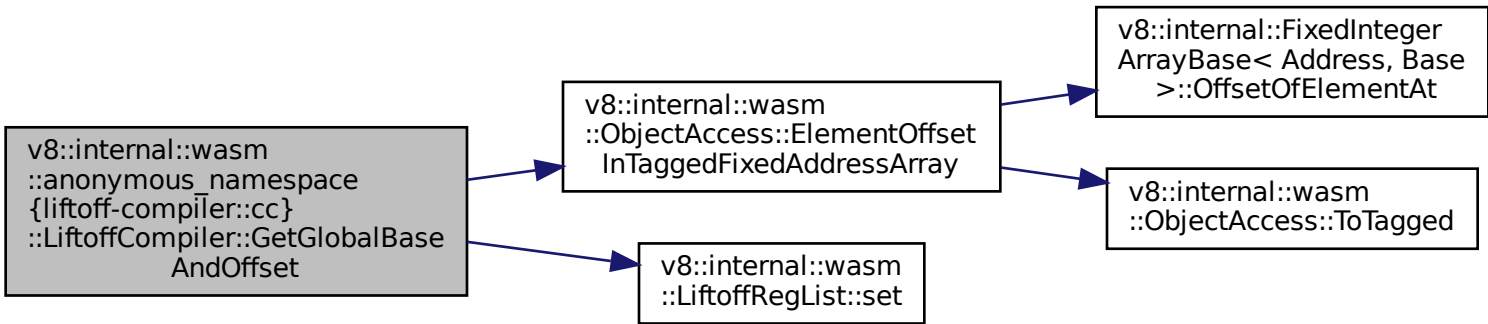 v8::internal::wasm
::anonymous_namespace
{liftoff-compiler::cc}
::LiftoffCompiler::GetGlobalBase
AndOffset
v8::internal::wasm
::ObjectAccess::ElementOffset
InTaggedFixedAddressArray
v8::internal::FixedInteger
ArrayBase< Address, Base
>::OffsetOfElementAt
v8::internal::wasm
::ObjectAccess::ToTagged
v8::internal::wasm
::LiftoffRegList::set